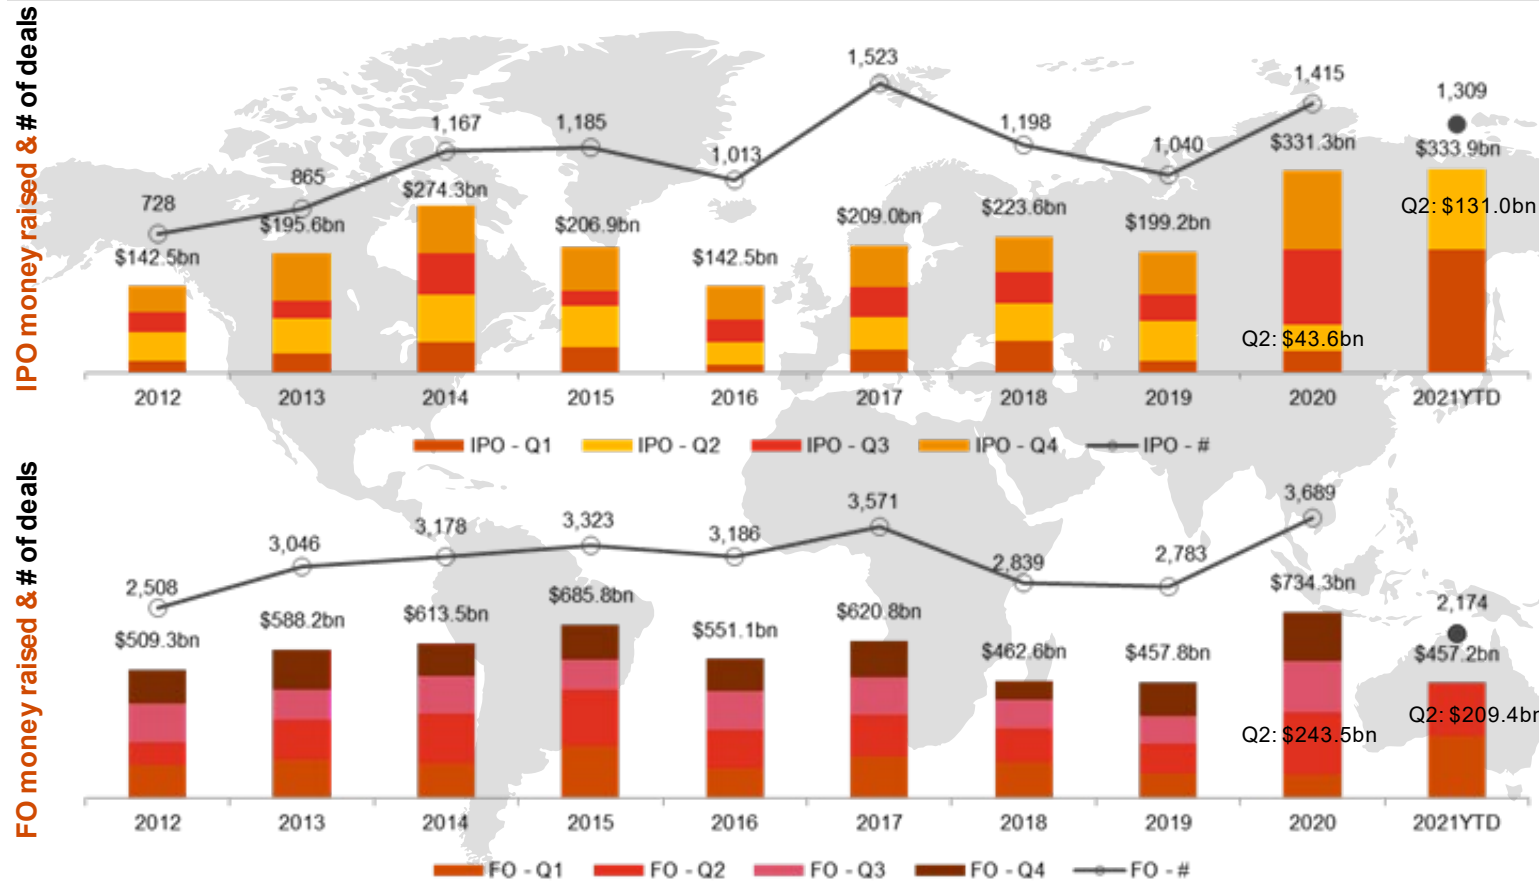 IPO money raised & # of deals
1,523
1,415
1,309
1,167
1,185
1,198
1,013
1,040
865
728
$331.3bn
$333.9bn
$274.3bn
$195.6bn
$206.9bn
$209.0bn
$223.6bn
$199.2bn
Q2: $131.0bn
$142.5bn
$142.5bn
Q2: $43.6bn
2012 2013 2014 2015 2016 2017 2018 2019 2020 2021YTD
IPO - Q1 IPO - Q2 IPO - Q3 IPO - Q4 IPO - #
FO money raised & # of deals
3,689
3,571
3,323
3,178
3,186
3,046
2,839
2,783
2,508
$734.3bn
2,174
$685.8bn
$613.5bn
$588.2bn
$620.8bn
$551.1bn
$509.3bn
$462.6bn
$457.8bn
$457.2bn
Q2: $209.4bn
Q2: $243.5bn
2012 2013 2014 2015 2016 2017 2018 2019 2020 2021YTD
FO - Q1 FO - Q2 FO - Q3 FO - Q4 FO - #